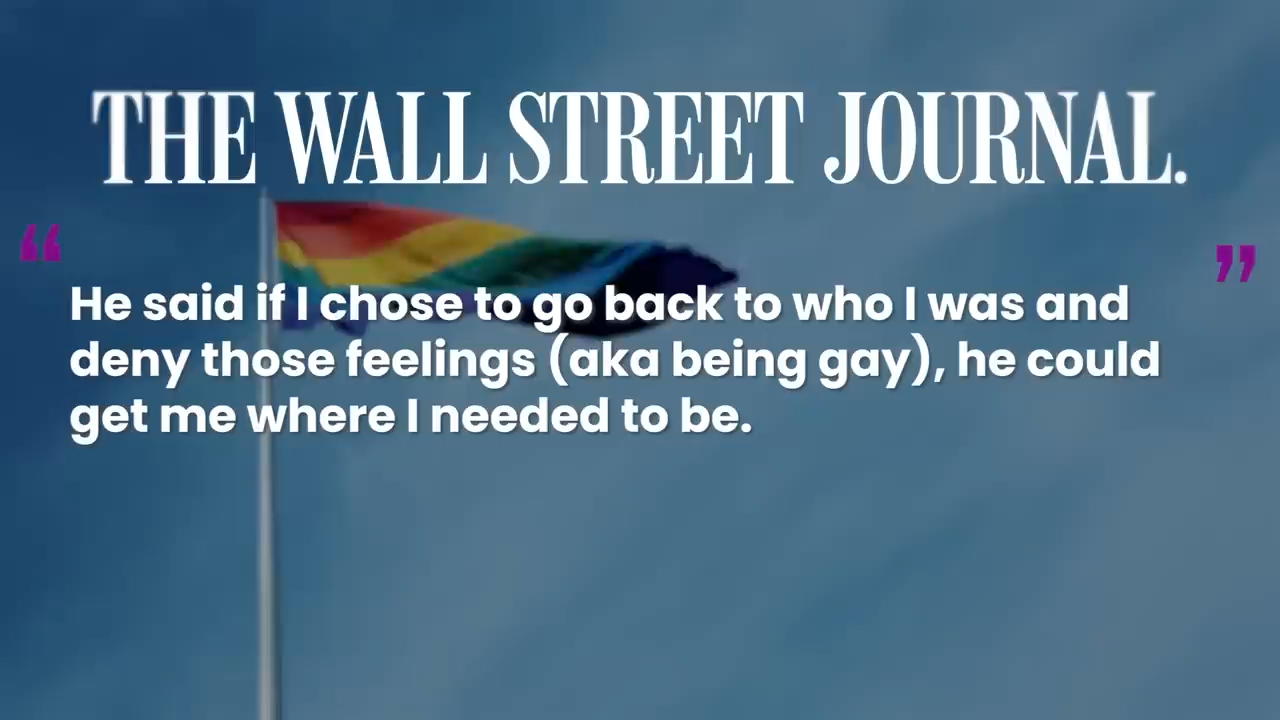 THE WALL STREET JOURNAL.
“ ”
He said if I chose to go back to who I was and
deny those feelings (aka being gay), he could
get me where I needed to be.